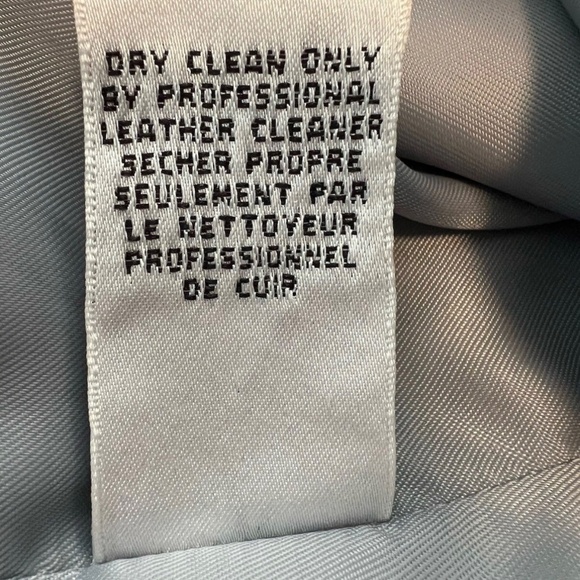 DRY CLEAN ONLY
BY PROFESSIONAL
LEATHER CLEANER
SECHER PROPRE
SEULEMENT PAR
LE NETTOYEUR
PROFESSIONNEL
DE CUIR